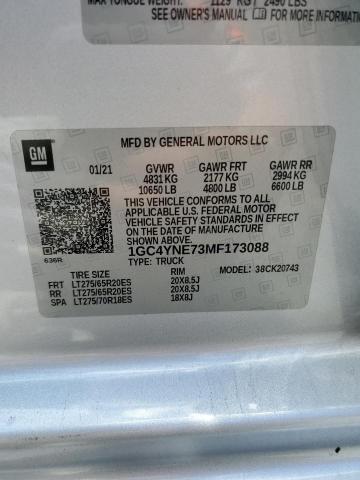 MAX TONGUE WEIGHT: 1129 KG 2490 LBS
SEE OWNER'S MANUAL FOR MORE INFORMATION
GM
MFD BY GENERAL MOTORS LLC
01/21 GVWR GAWR FRT GAWR RR
4831 KG 2177 KG 2994 KG
10650 LB 4800 LB 6600 LB
THIS VEHICLE CONFORMS TO ALL
APPLICABLE U.S. FEDERAL MOTOR
VEHICLE SAFETY STANDARDS IN EFFECT
ON THE DATE OF MANUFACTURE SHOWN ABOVE.
1GC4YNE73MF173088
636R TYPE: TRUCK
TIRE SIZE RIM MODEL: 38CK20743
FRT LT275/65R20ES 20X8.5J
RR LT275/65R20ES 20X8.5J
SPA LT275/70R18ES 18X8J